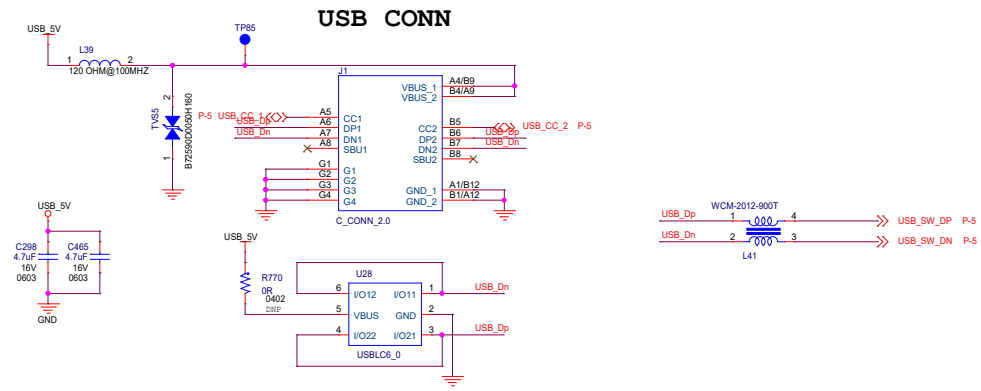 USB CONN
USB_5V
TP85
L39
1 2
120 OHM@100MHZ
J1
VBUS_1 A4/B9
VBUS_2 B4/A9
2
TVS5
B72590D0050H160
1
P-5 USB_CC_1 A5 CC1
USB_Dp A6 DP1
USB_Dn A7 DN1
A8 SBU1
CC2 B5 USB_CC_2 P-5
DP2 B6 USB_Dp
DN2 B7 USB_Dn
SBU2 B8
G1 G1
G2 G2
G3 G3
G4 G4
GND_1 A1/B12
GND_2 B1/A12
C_CONN_2.0
USB_5V
C298 C465
4.7uF 4.7uF
16V 16V
0603 0603
GND
USB_5V
R770
0R
0402
DNP
U28
6 I/O12 I/O11 1 USB_Dn
5 VBUS GND 2
4 I/O22 I/O21 3 USB_Dp
USBLC6_0
WCM-2012-900T
USB_Dp 1 4 USB_SW_DP P-5
USB_Dn 2 3 USB_SW_DN P-5
L41